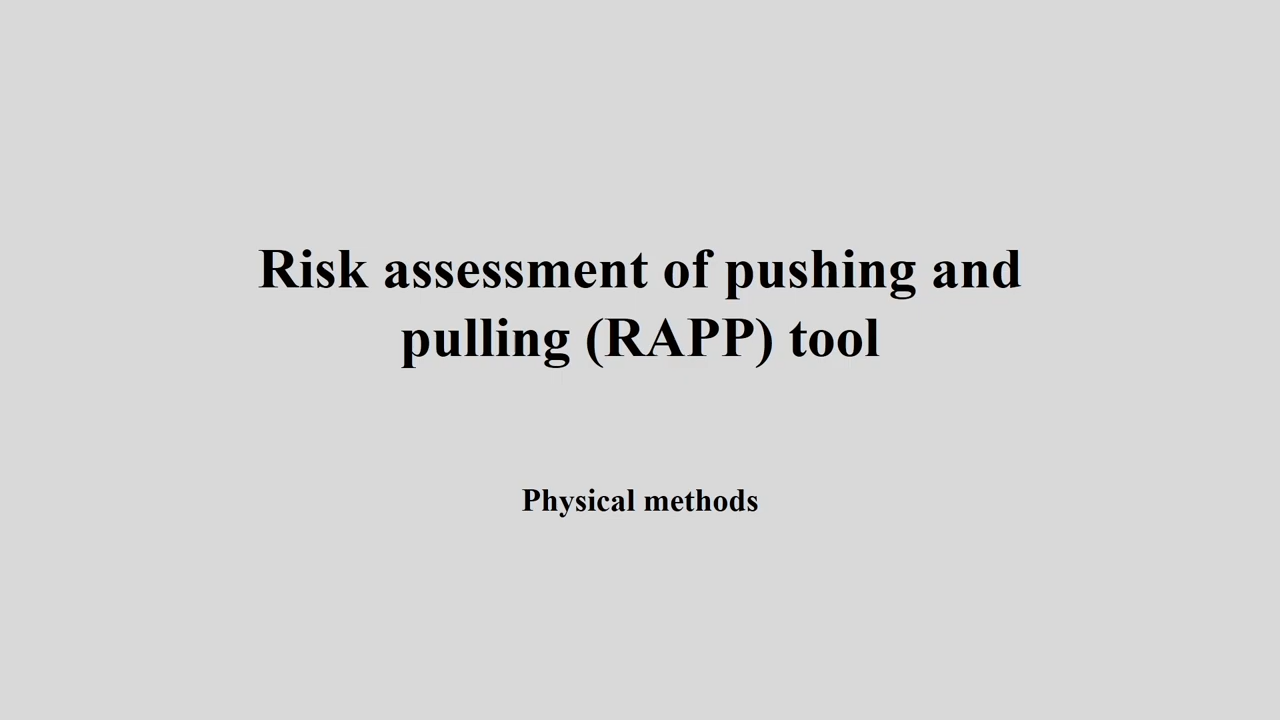 Risk assessment of pushing and
pulling (RAPP) tool
Physical methods